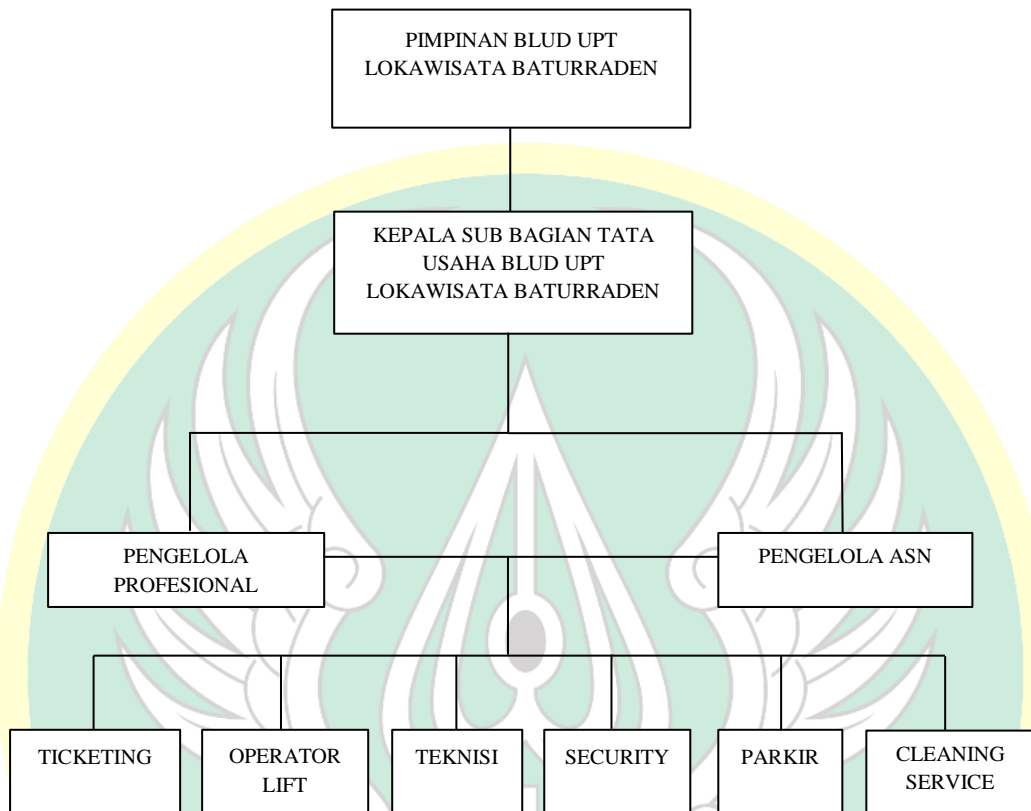 PIMPINAN BLUD UPT
LOKAWISATA BATURRADEN
KEPALA SUB BAGIAN TATA
USAHA BLUD UPT
LOKAWISATA BATURRADEN
PENGELOLA
PROFESIONAL
PENGELOLA ASN
TICKETING
OPERATOR
LIFT
TEKNISI
SECURITY
PARKIR
CLEANING
SERVICE